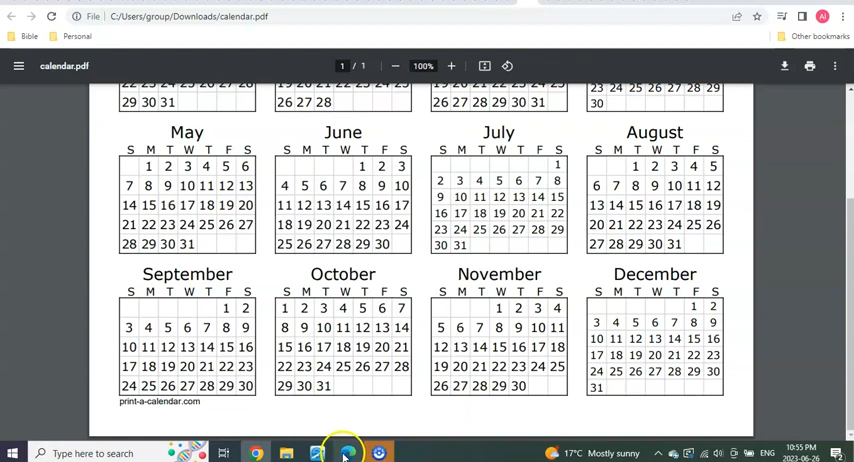 File C:/Users/group/Downloads/calendar.pdf
Bible Personal Other bookmarks
calendar.pdf 1 / 1 100%
29 30 31
26 27 28
26 27 28 29 30 31
23 24 25 26 27 28 29
30
May
S M T W T F S
1 2 3 4 5 6
7 8 9 10 11 12 13
14 15 16 17 18 19 20
21 22 23 24 25 26 27
28 29 30 31
June
S M T W T F S
1 2 3
4 5 6 7 8 9 10
11 12 13 14 15 16 17
18 19 20 21 22 23 24
25 26 27 28 29 30
July
S M T W T F S
1
2 3 4 5 6 7 8
9 10 11 12 13 14 15
16 17 18 19 20 21 22
23 24 25 26 27 28 29
30 31
August
S M T W T F S
1 2 3 4 5
6 7 8 9 10 11 12
13 14 15 16 17 18 19
20 21 22 23 24 25 26
27 28 29 30 31
September
S M T W T F S
1 2
3 4 5 6 7 8 9
10 11 12 13 14 15 16
17 18 19 20 21 22 23
24 25 26 27 28 29 30
October
S M T W T F S
1 2 3 4 5 6 7
8 9 10 11 12 13 14
15 16 17 18 19 20 21
22 23 24 25 26 27 28
29 30 31
November
S M T W T F S
1 2 3 4
5 6 7 8 9 10 11
12 13 14 15 16 17 18
19 20 21 22 23 24 25
26 27 28 29 30
December
S M T W T F S
1 2
3 4 5 6 7 8 9
10 11 12 13 14 15 16
17 18 19 20 21 22 23
24 25 26 27 28 29 30
31
print-a-calendar.com
Type here to search
17°C Mostly sunny
ENG
10:55 PM
2023-06-26
2